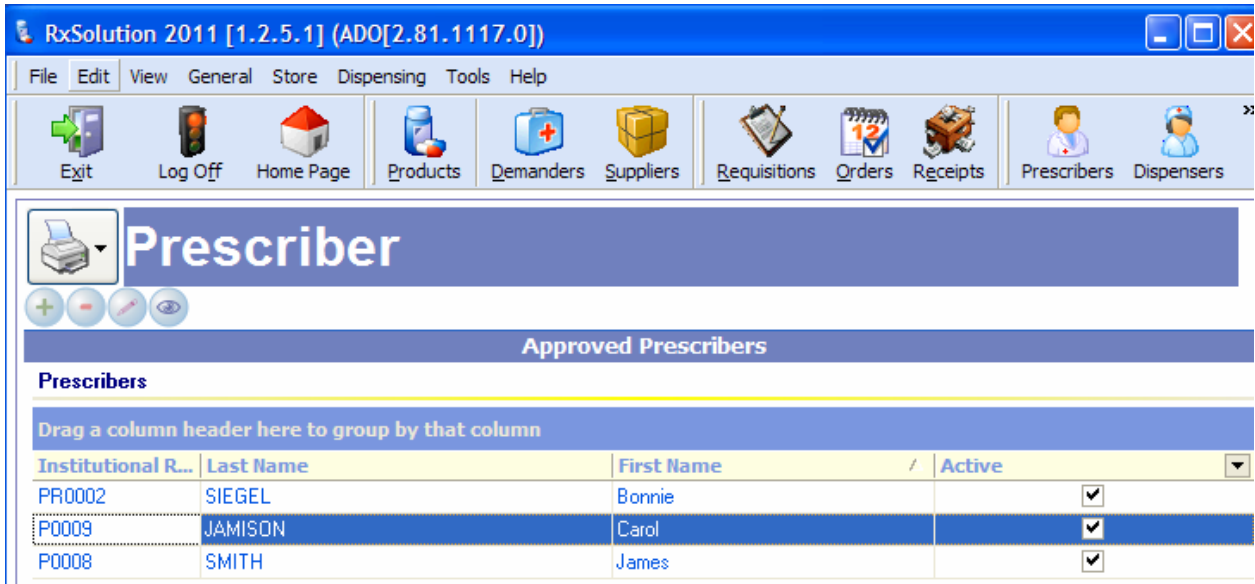 RxSolution 2011 [1.2.5.1] (ADO[2.81.1117.0])
File Edit View General Store Dispensing Tools Help
12
Exit Log Off Home Page Products Demanders Suppliers Requisitions Orders Receipts Prescribers Dispensers
Prescriber
Approved Prescribers
Prescribers
Drag a column header here to group by that column
Institutional R... Last Name First Name Active
PR0002 SIEGEL Bonnie
P0009 JAMISON Carol
P0008 SMITH James